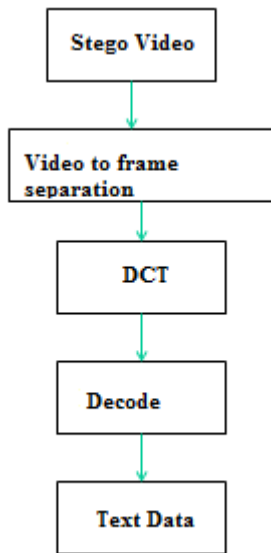 Stego Video
Video to frame
separation
DCT
Decode
Text Data